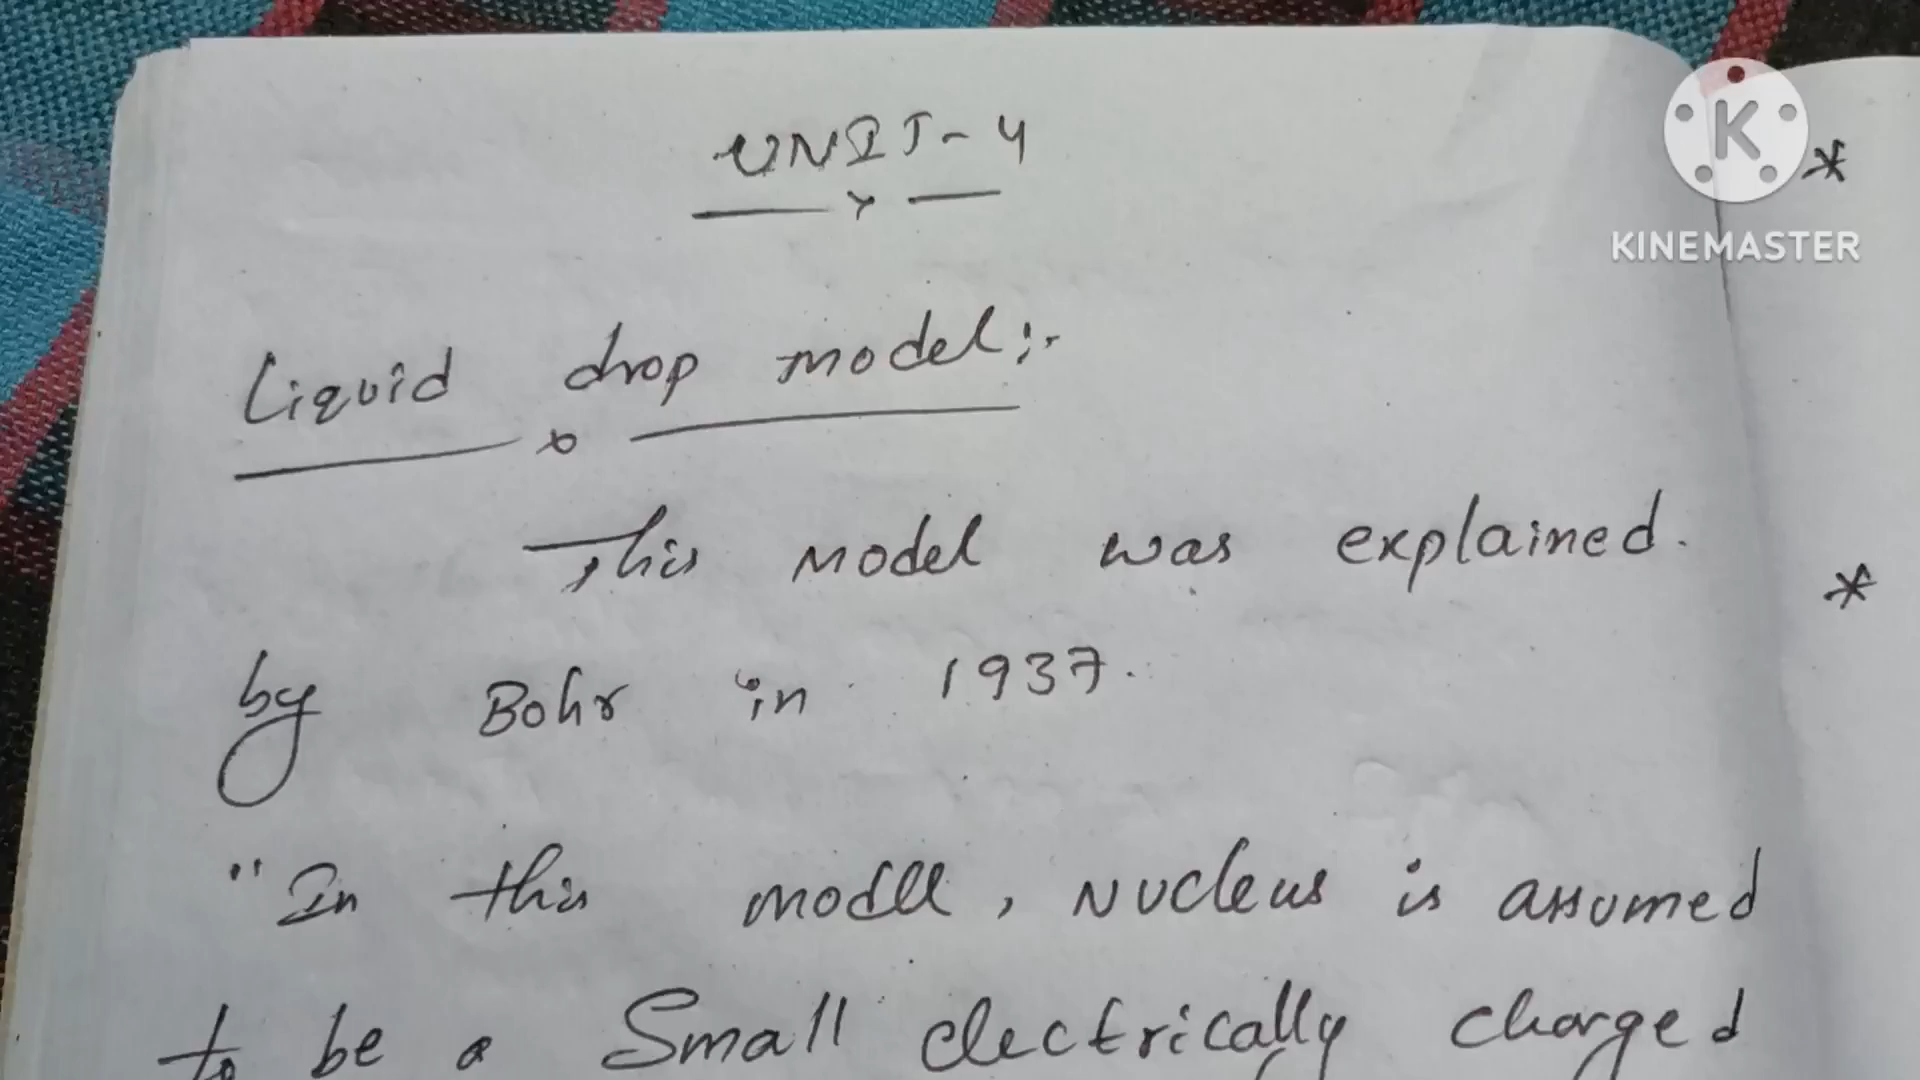 UNIT-4
Liquid drop model:-
This model was explained.
by Bohr in 1937.
"In this model, Nucleus is assumed
to be a Small electrically charged
K
KINEMASTER
*
*